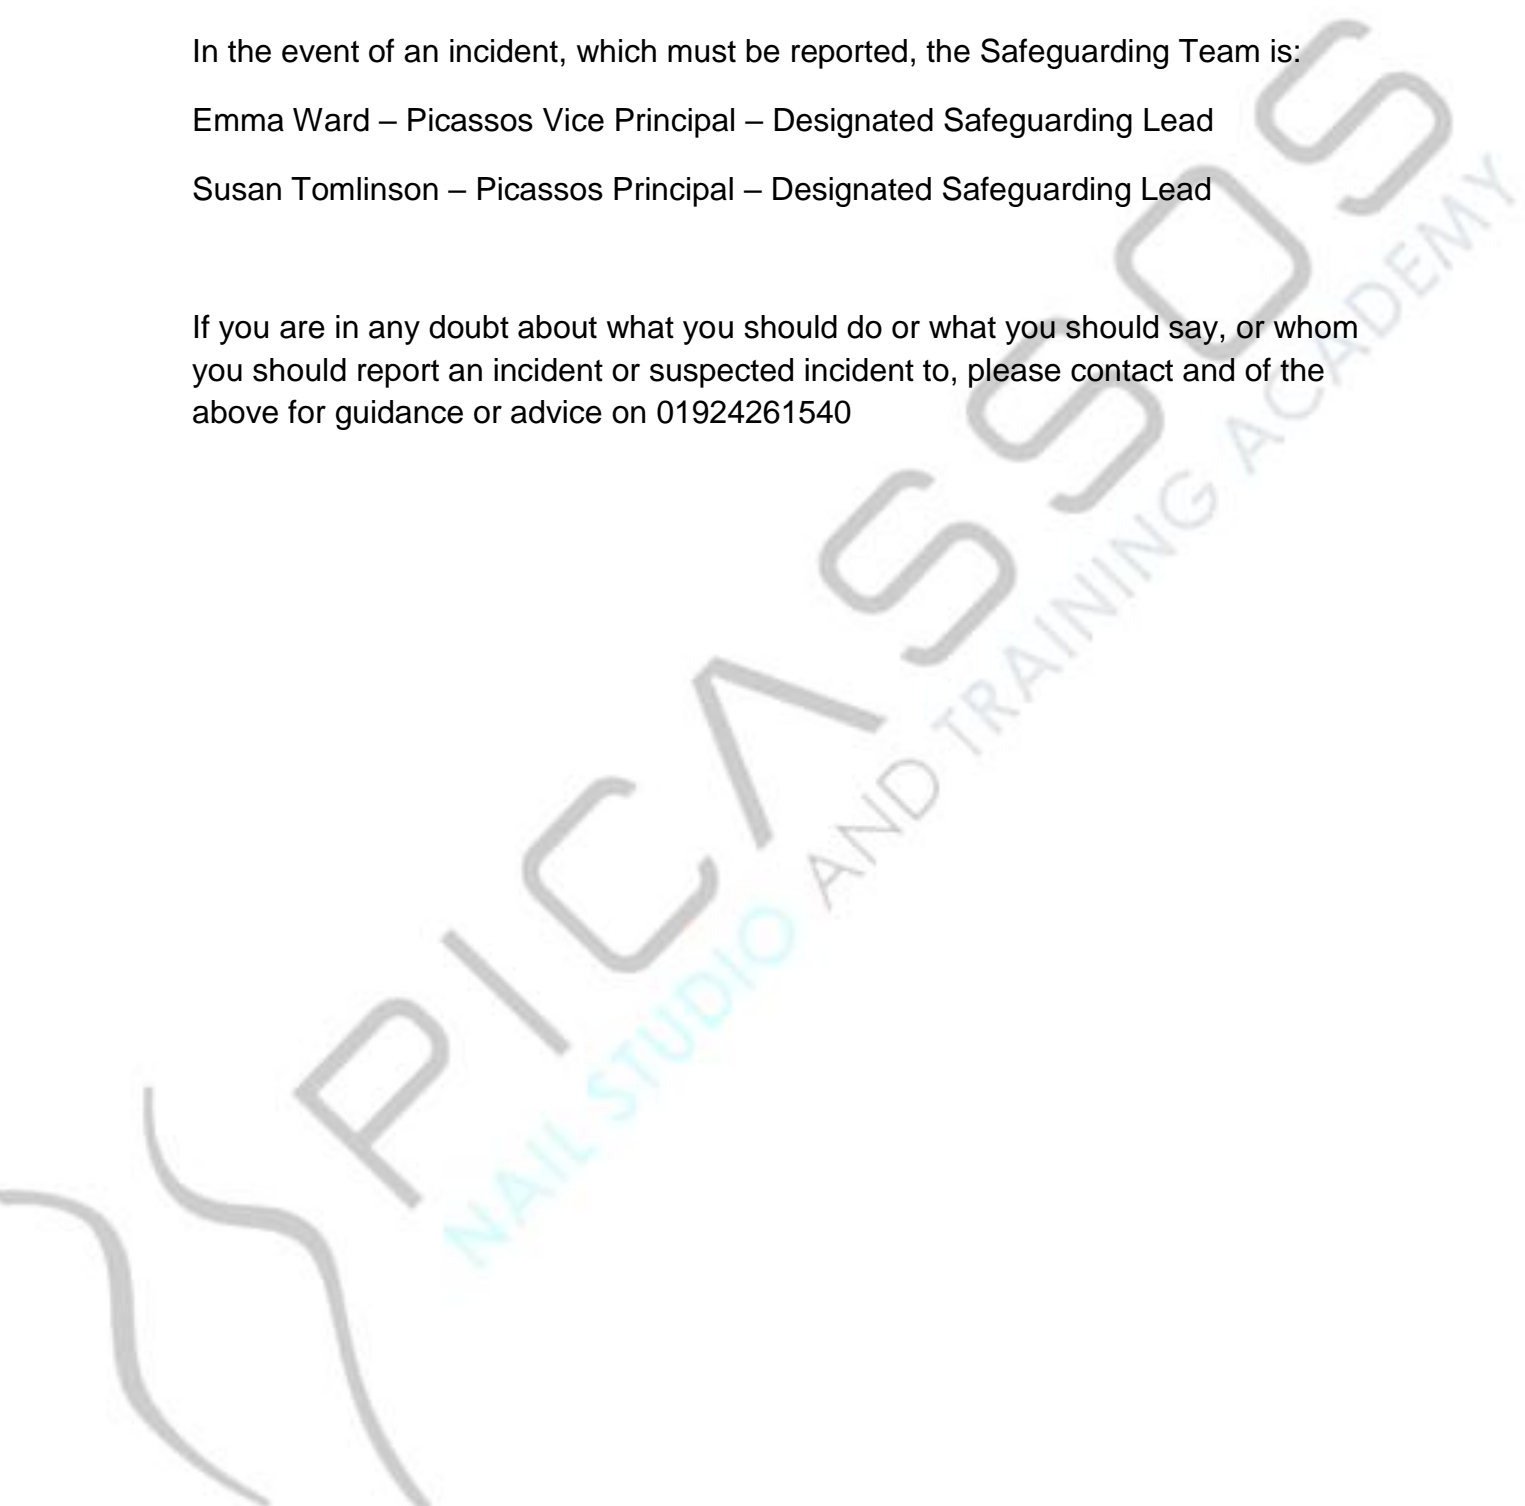 In the event of an incident, which must be reported, the Safeguarding Team is:
Emma Ward – Picassos Vice Principal – Designated Safeguarding Lead
Susan Tomlinson – Picassos Principal – Designated Safeguarding Lead
If you are in any doubt about what you should do or what you should say, or whom
you should report an incident or suspected incident to, please contact and of the
above for guidance or advice on 01924261540
PICASSOS
NAIL STUDIO AND TRAINING ACADEMY